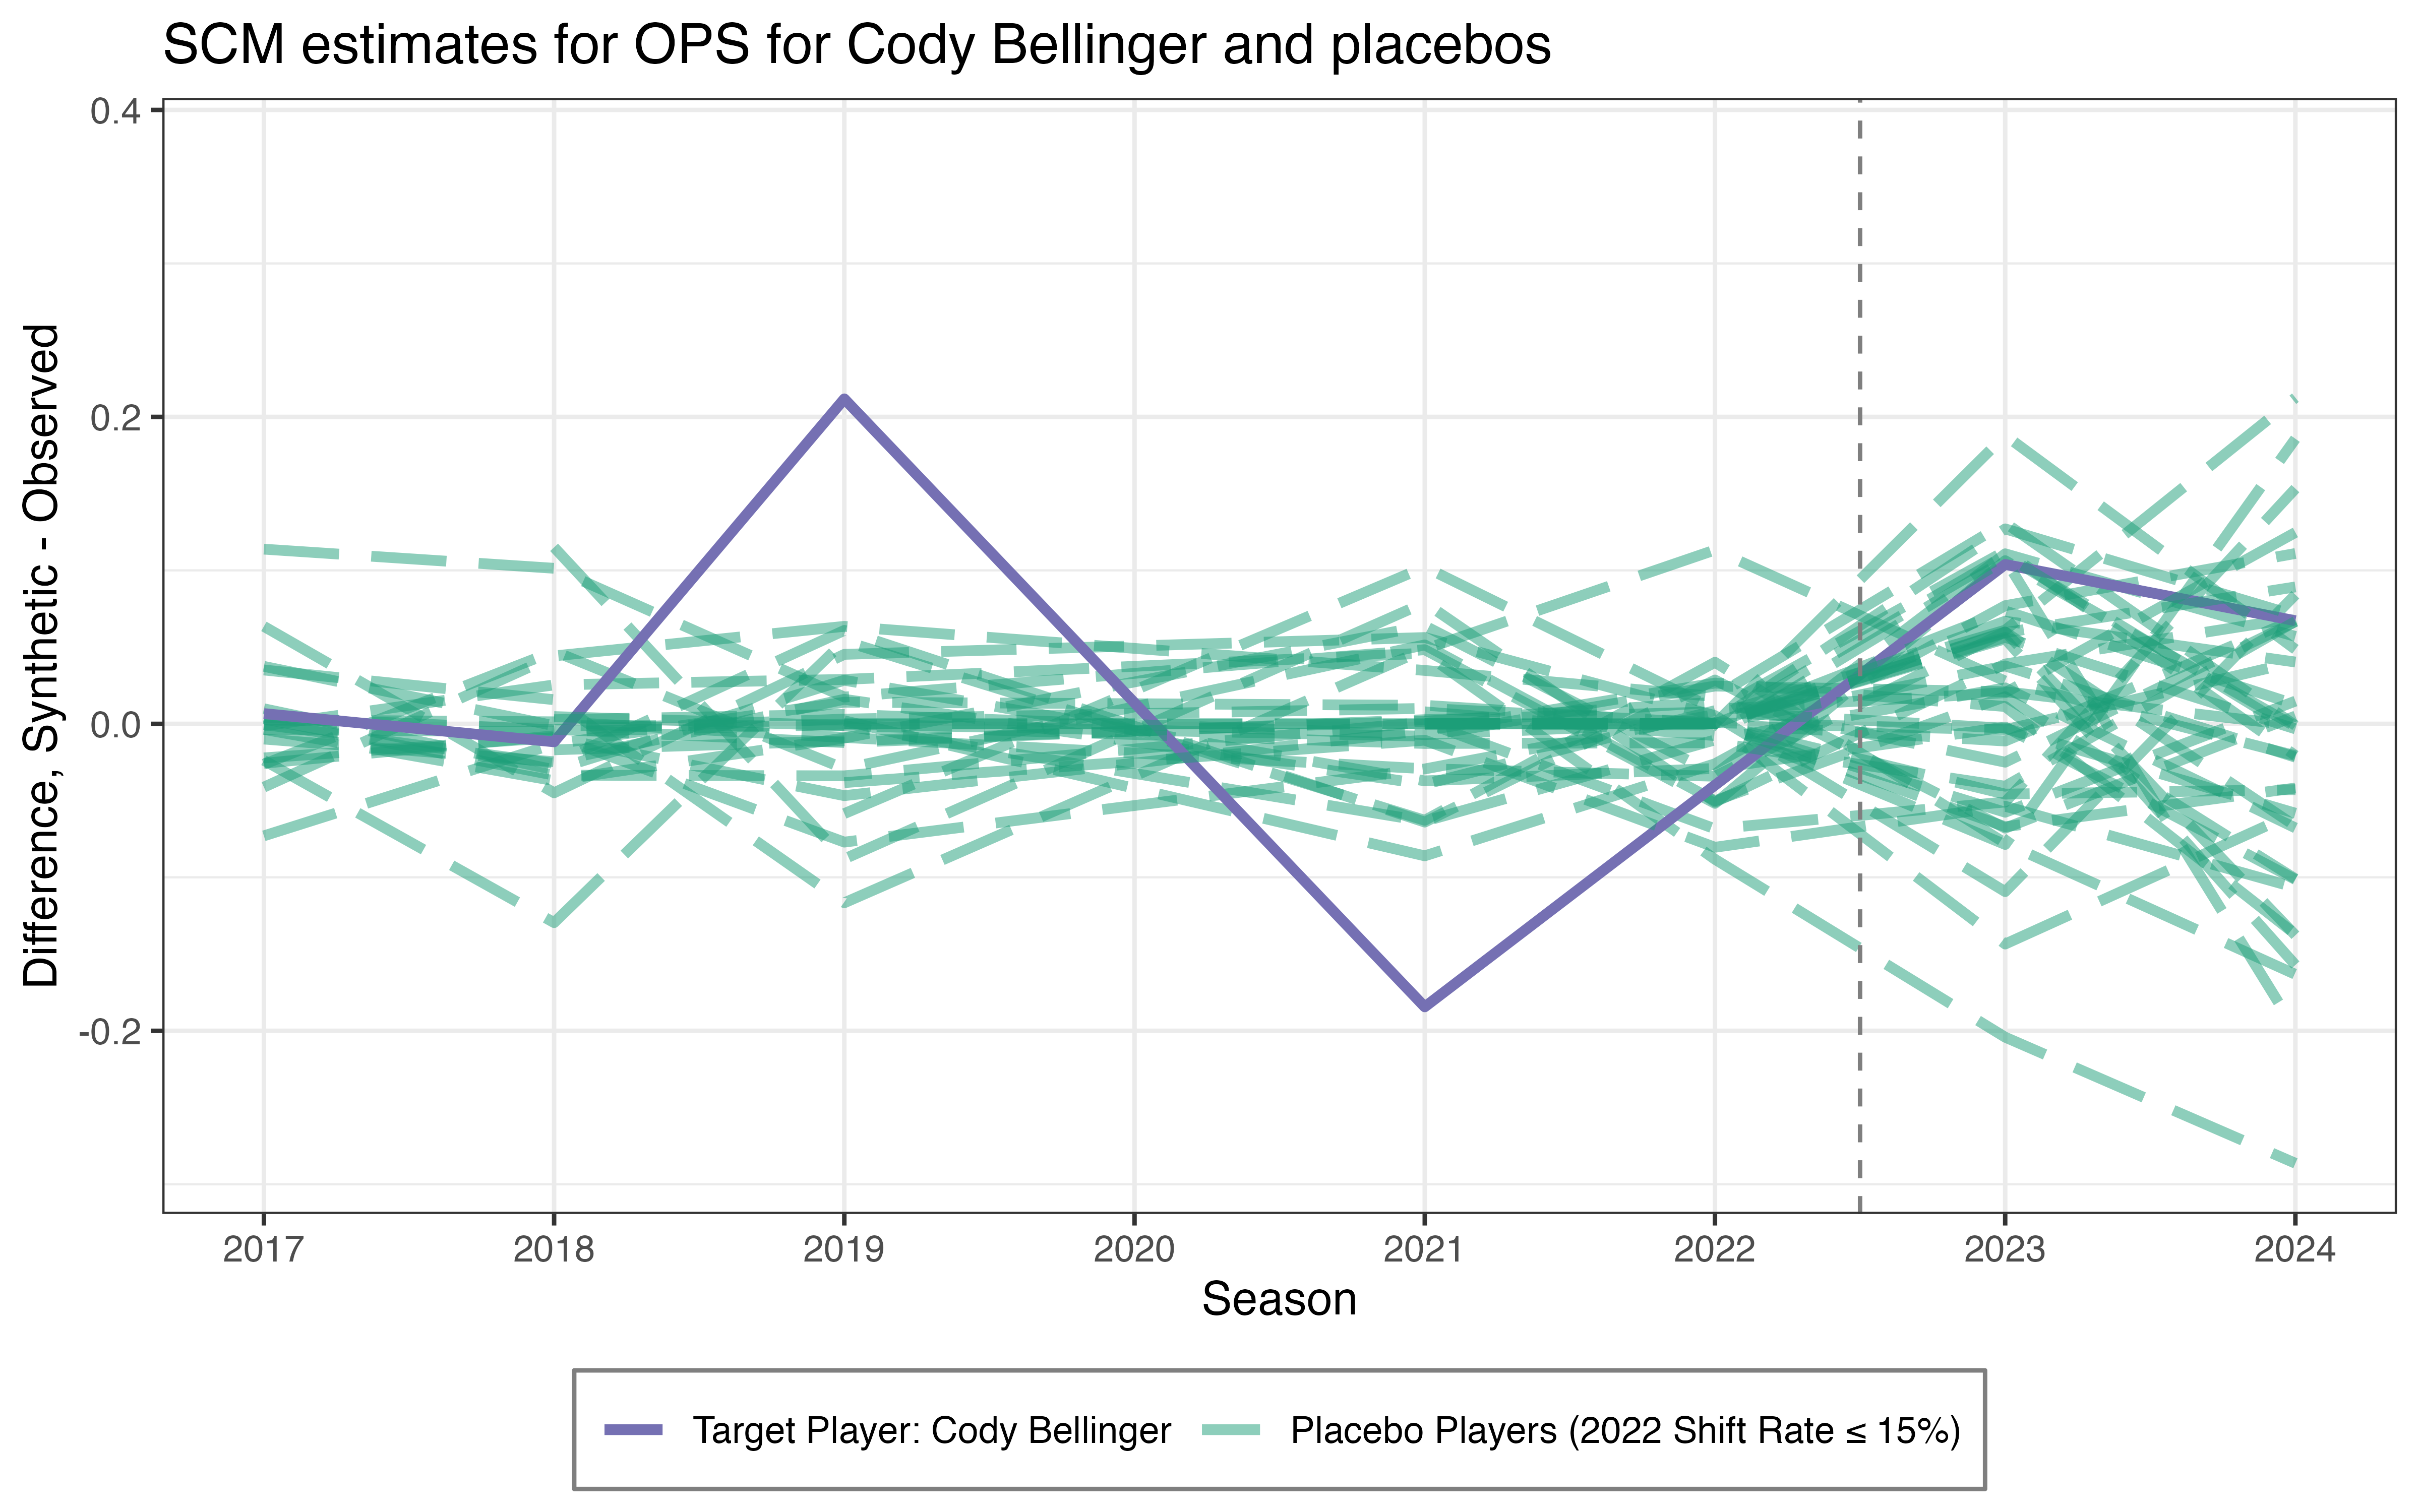 SCM estimates for OPS for Cody Bellinger and placebos
Difference, Synthetic - Observed
0.4
0.2
0.0
-0.2
2017 2018 2019 2020 2021 2022 2023 2024
Season
Target Player: Cody Bellinger Placebo Players (2022 Shift Rate ≤ 15%)